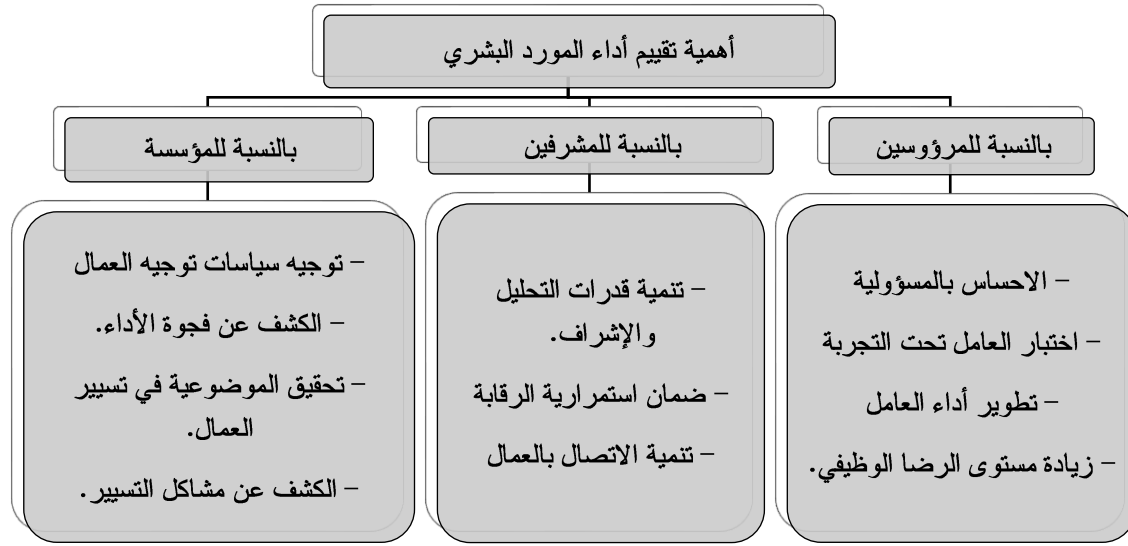 أهمية تقييم أداء المورد البشري
بالنسبة للمرؤوسين
– الاحساس بالمسؤولية
– اختبار العامل تحت التجربة
– تطوير أداء العامل
– زيادة مستوى الرضا الوظيفي.
بالنسبة للمشرفين
– تنمية قدرات التحليل
والإشراف.
– ضمان استمرارية الرقابة
– تنمية الاتصال بالعمال
بالنسبة للمؤسسة
– توجيه سياسات توجيه العمال
– الكشف عن فجوة الأداء.
– تحقيق الموضوعية في تسيير
العمال.
– الكشف عن مشاكل التسيير.